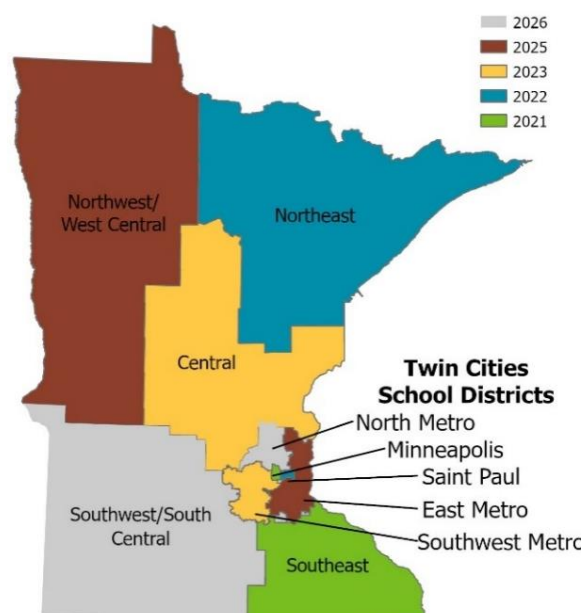 2026
2025
2023
2022
2021
Northwest/
West Central
Northeast
Central
Twin Cities
School Districts
North Metro
Minneapolis
Saint Paul
East Metro
Southwest Metro
Southwest/South
Central
Southeast